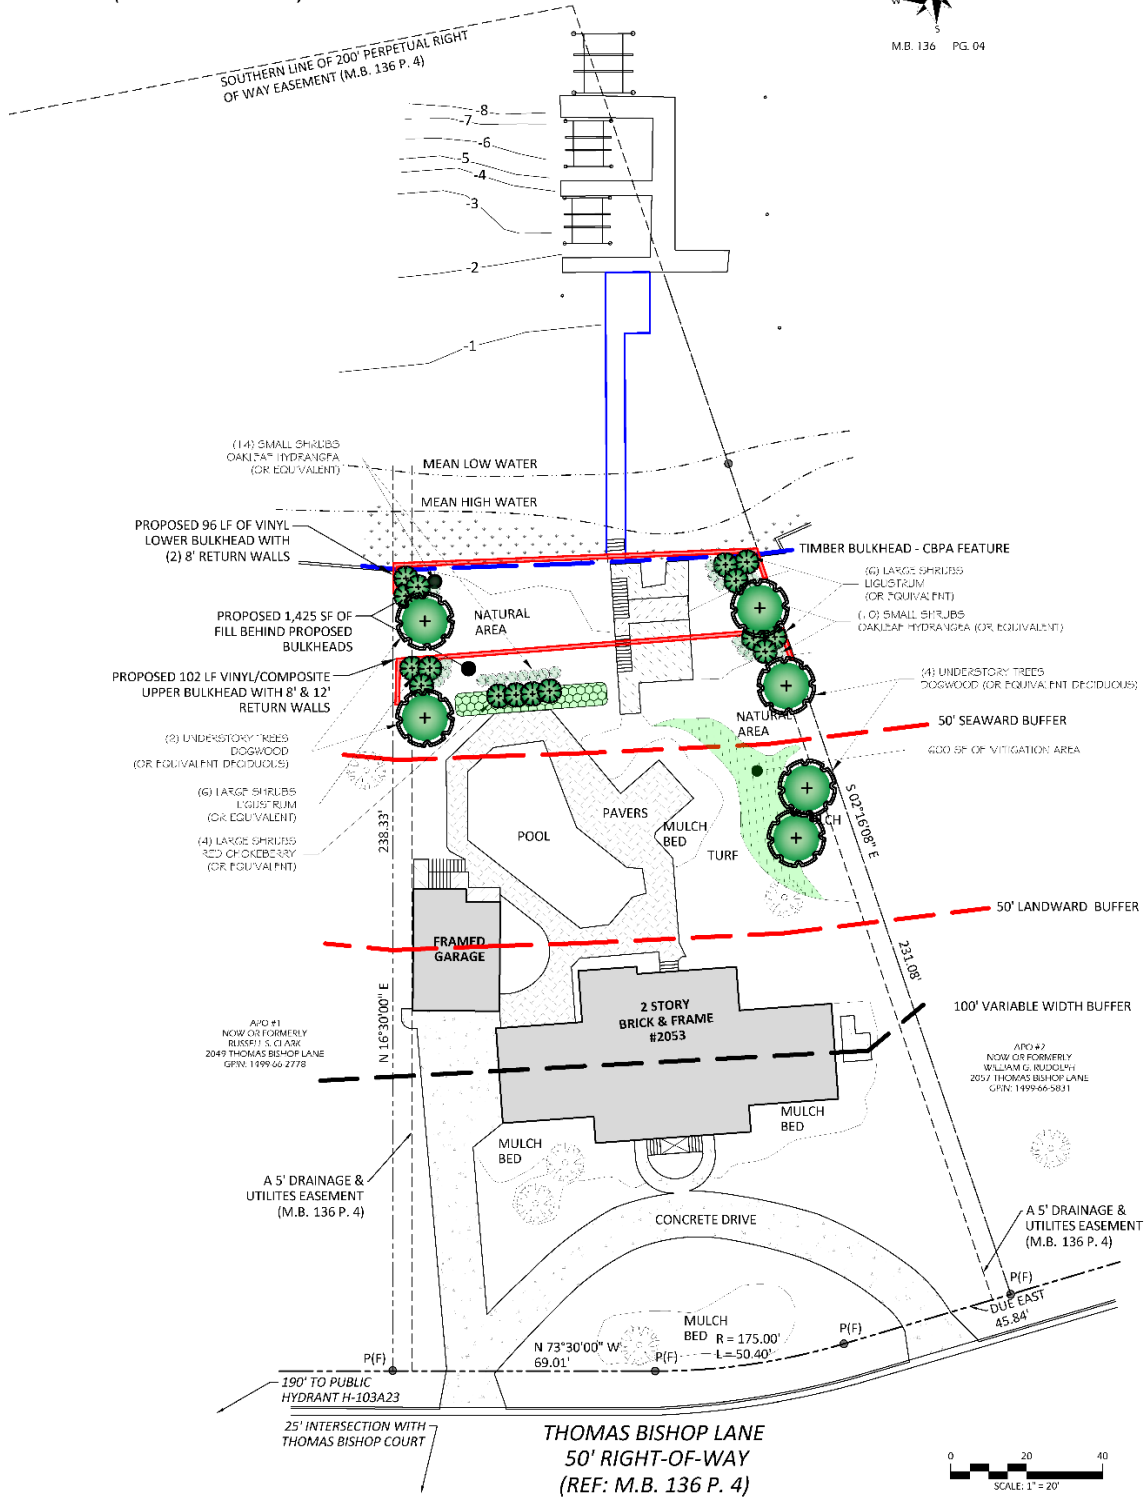 W
S
M.B. 136 PG. 04
SOUTHERN LINE OF 200' PERPETUAL RIGHT
OF WAY EASEMENT (M.B. 136 P. 4)
-8
-7
-6
-5
-4
-3
-2
-1
(14) SMALL SHRUBS
OAKLEAF HYDRANGEA
(OR EQUIVALENT)
MEAN LOW WATER
MEAN HIGH WATER
PROPOSED 96 LF OF VINYL
LOWER BULKHEAD WITH
(2) 8' RETURN WALLS
TIMBER BULKHEAD - CBPA FEATURE
(6) LARGE SHRUBS
LIGUSTRUM
(OR EQUIVALENT)
(10) SMALL SHRUBS
OAKLEAF HYDRANGEA (OR EQUIVALENT)
PROPOSED 1,425 SF OF
FILL BEHIND PROPOSED
BULKHEADS
NATURAL
AREA
PROPOSED 102 LF VINYL/COMPOSITE
UPPER BULKHEAD WITH 8' & 12'
RETURN WALLS
(4) UNDERSTORY TREES
DOGWOOD (OR EQUIVALENT DECIDUOUS)
NATURAL
AREA
50' SEAWARD BUFFER
(2) UNDERSTORY TREES
DOGWOOD
(OR EQUIVALENT DECIDUOUS)
600 SF OF MITIGATION AREA
(6) LARGE SHRUBS
LIGUSTRUM
(OR EQUIVALENT)
(4) LARGE SHRUBS
RED CHOKEBERRY
(OR EQUIVALENT)
238.33'
POOL
PAVERS
MULCH
BED
TURF
LCH
S 02°16'08" E
50' LANDWARD BUFFER
FRAMED
GARAGE
231.08'
N 16°30'00" E
2 STORY
BRICK & FRAME
#2053
100' VARIABLE WIDTH BUFFER
APO #1
NOW OR FORMERLY
RUSSELL S. CLARK
2049 THOMAS BISHOP LANE
GPIN: 1499-66-2778
APO #2
NOW OR FORMERLY
WILLIAM G. RUDOLPH
2057 THOMAS BISHOP LANE
GPIN: 1499-66-5831
MULCH
BED
MULCH
BED
A 5' DRAINAGE &
UTILITES EASEMENT
(M.B. 136 P. 4)
CONCRETE DRIVE
A 5' DRAINAGE &
UTILITES EASEMENT
(M.B. 136 P. 4)
P(F)
DUE EAST
45.84'
MULCH
BED
R = 175.00'
L = 50.40'
P(F)
N 73°30'00" W
69.01'
P(F)
P(F)
190' TO PUBLIC
HYDRANT H-103A23
25' INTERSECTION WITH
THOMAS BISHOP COURT
THOMAS BISHOP LANE
50' RIGHT-OF-WAY
(REF: M.B. 136 P. 4)
0 20 40
SCALE: 1" = 20'